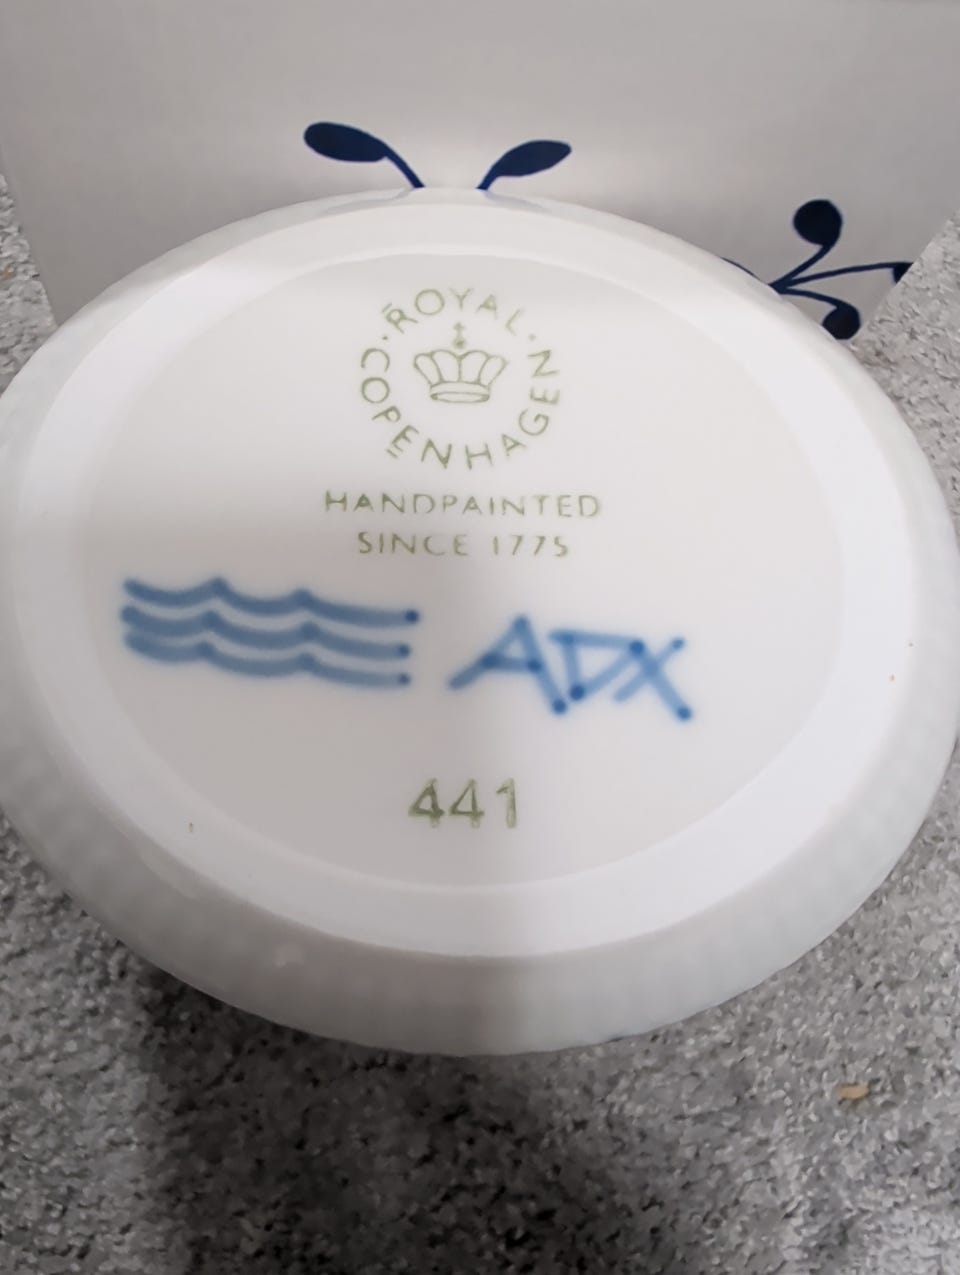 ROYAL
COPENHAGEN
HANDPAINTED
SINCE 1775
ADX
441